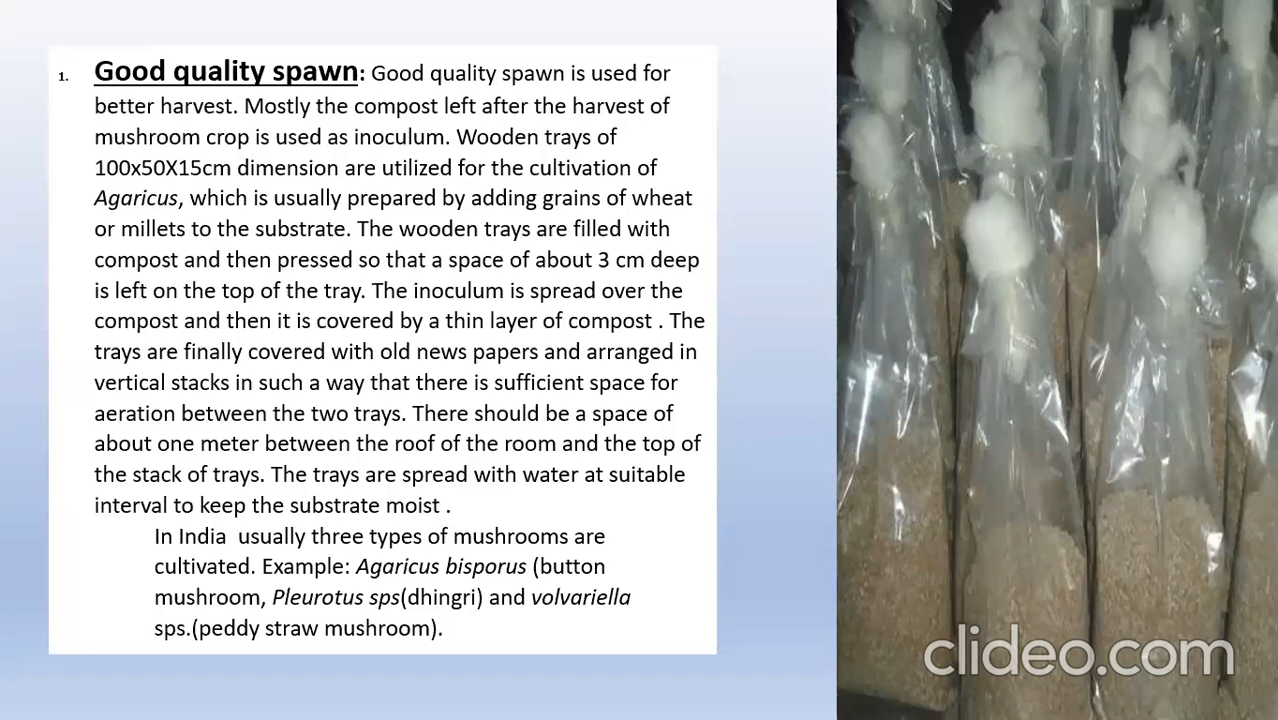 1. Good quality spawn: Good quality spawn is used for
better harvest. Mostly the compost left after the harvest of
mushroom crop is used as inoculum. Wooden trays of
100x50X15cm dimension are utilized for the cultivation of
Agaricus, which is usually prepared by adding grains of wheat
or millets to the substrate. The wooden trays are filled with
compost and then pressed so that a space of about 3 cm deep
is left on the top of the tray. The inoculum is spread over the
compost and then it is covered by a thin layer of compost . The
trays are finally covered with old news papers and arranged in
vertical stacks in such a way that there is sufficient space for
aeration between the two trays. There should be a space of
about one meter between the roof of the room and the top of
the stack of trays. The trays are spread with water at suitable
interval to keep the substrate moist .
In India  usually three types of mushrooms are
cultivated. Example: Agaricus bisporus (button
mushroom, Pleurotus sps(dhingri) and volvariella
sps.(peddy straw mushroom).
clideo.com